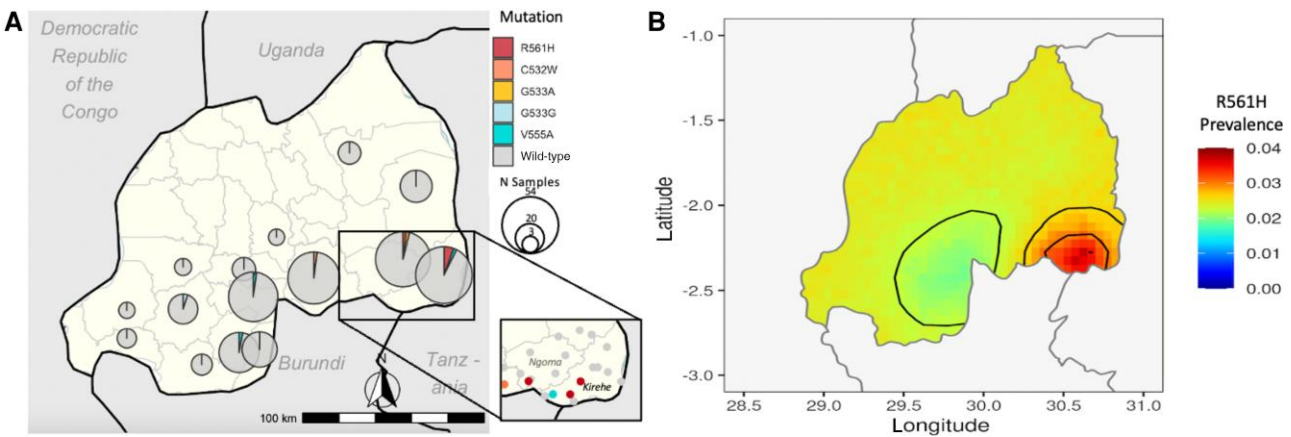 A
Democratic
Republic
of the
Congo
Uganda
Burundi
Tanz -
ania
N
100 km
Mutation
R561H
C532W
G533A
G533G
V555A
Wild-type
N Samples
54
20
3
Ngoma
Kirehe
B
-1.0
-1.5
-2.0
-2.5
-3.0
Latitude
28.5 29.0 29.5 30.0 30.5 31.0
Longitude
R561H
Prevalence
0.04
0.03
0.02
0.01
0.00